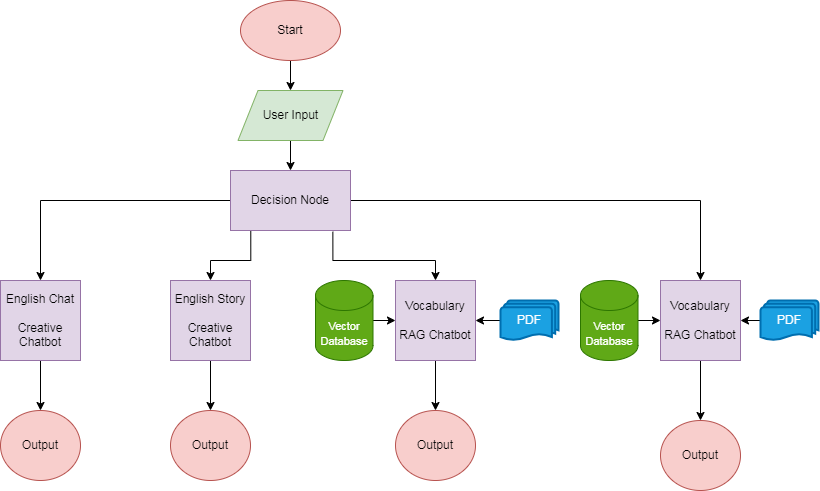 Start
User Input
Decision Node
English Chat
Creative
Chatbot
English Story
Creative
Chatbot
Vector
Database
Vocabulary
RAG Chatbot
PDF
Vector
Database
Vocabulary
RAG Chatbot
PDF
Output
Output
Output
Output